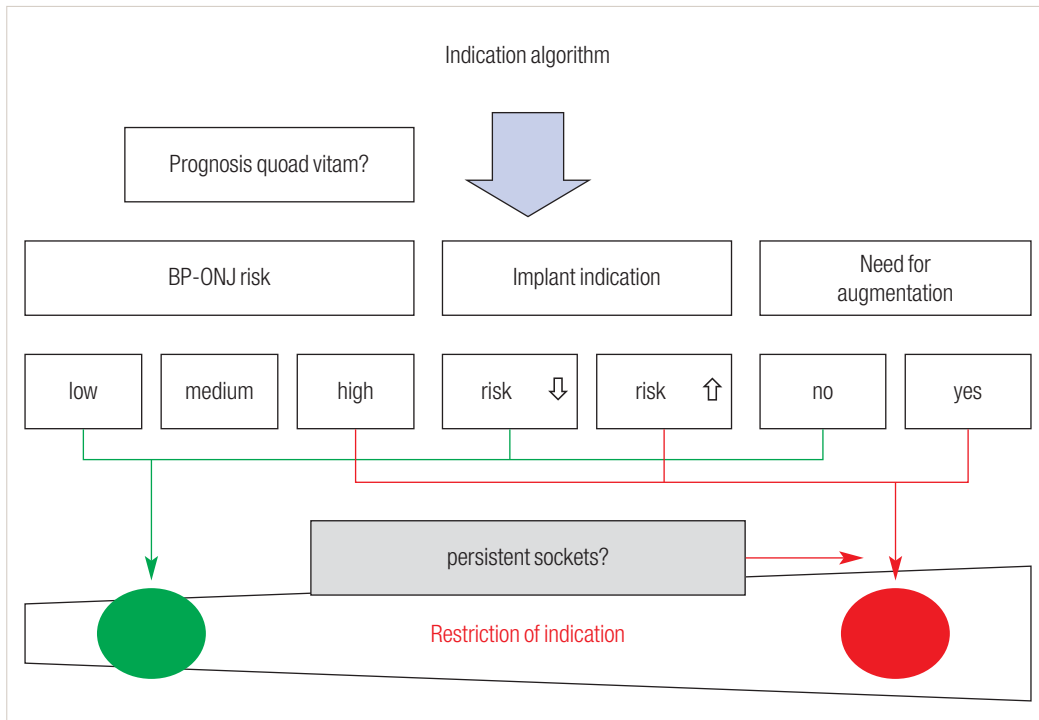 Indication algorithm
Prognosis quoad vitam?
BP-ONJ risk
Implant indication
Need for
augmentation
low
medium
high
risk
risk
no
yes
persistent sockets?
Restriction of indication